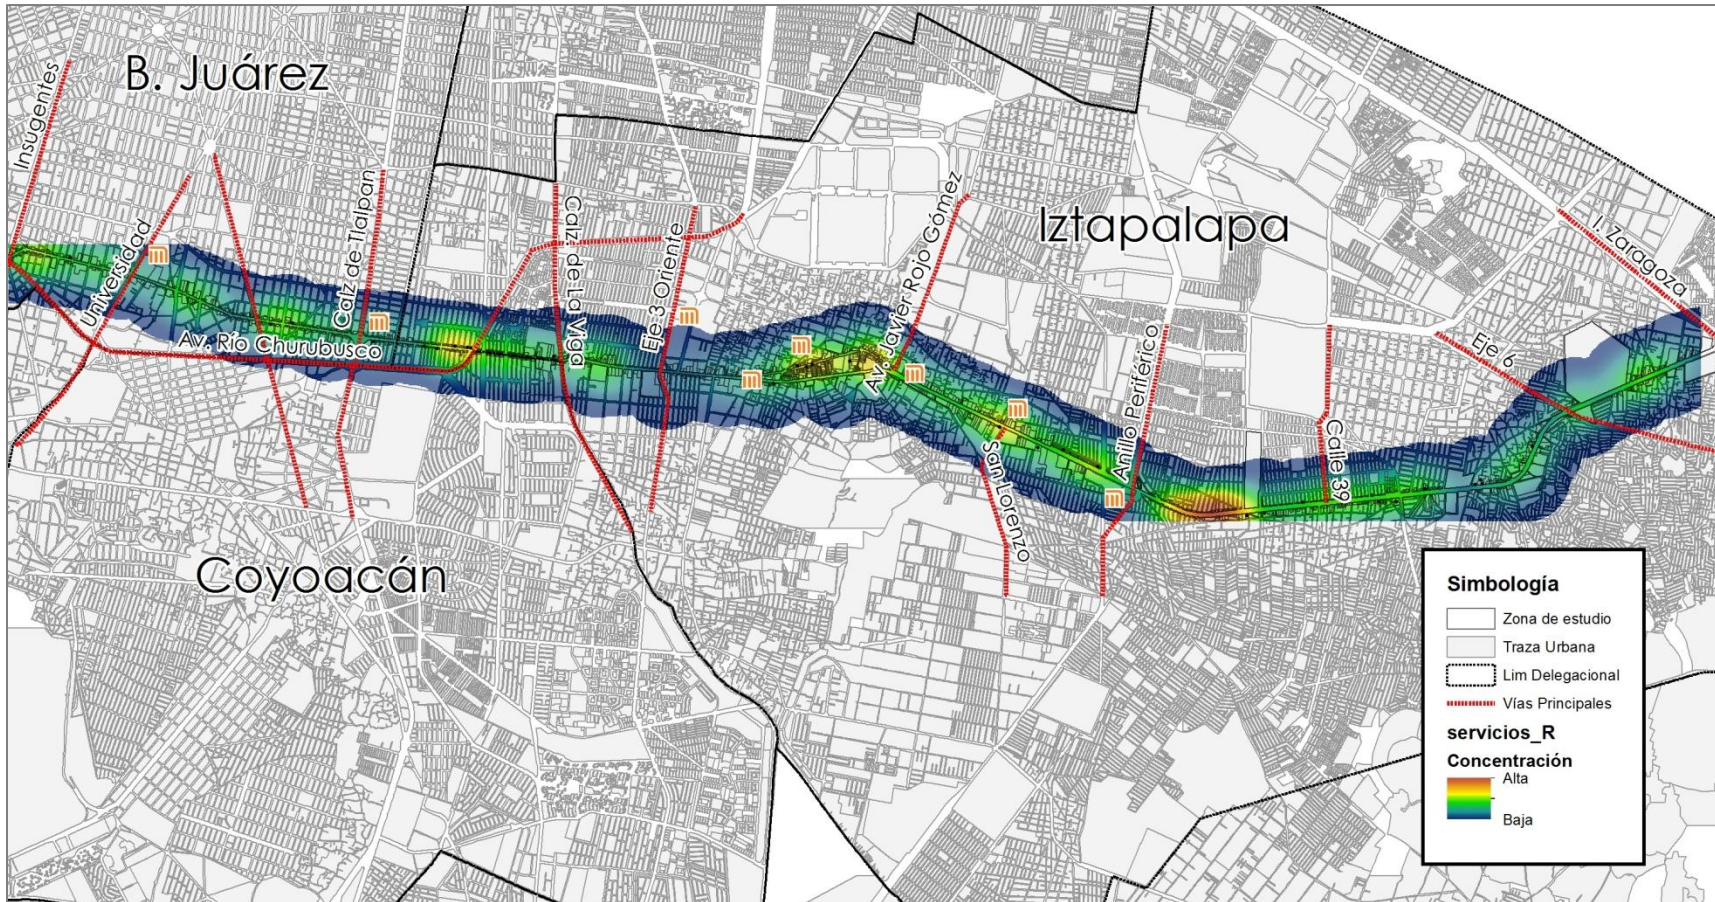 B. Juárez
Insugentes
Universidad
Calz de Tlalpan
Av. Río Churubusco
Calz. de La Viga
Eje 3 Oriente
Av. Javier Rojo Gómez
Iztapalapa
I. Zaragoza
Eje 6
Anillo Periférico
Calle 39
San Lorenzo
Coyoacán
Simbología
Zona de estudio
Traza Urbana
Lim Delegacional
Vías Principales
servicios_R
Concentración
Alta
Baja